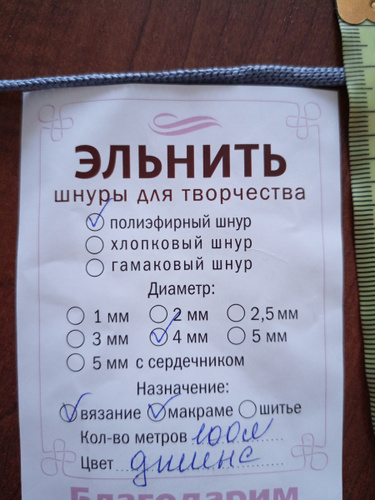 ЭЛЬНИТЬ
шнуры для творчества
полиэфирный шнур
хлопковый шнур
гамаковый шнур
Диаметр:
1 мм 2 мм 2,5 мм
3 мм 4 мм 5 мм
5 мм с сердечником
Назначение:
вязание макраме шитье
Кол-во метров 100м
Цвет джинс
Благодарим